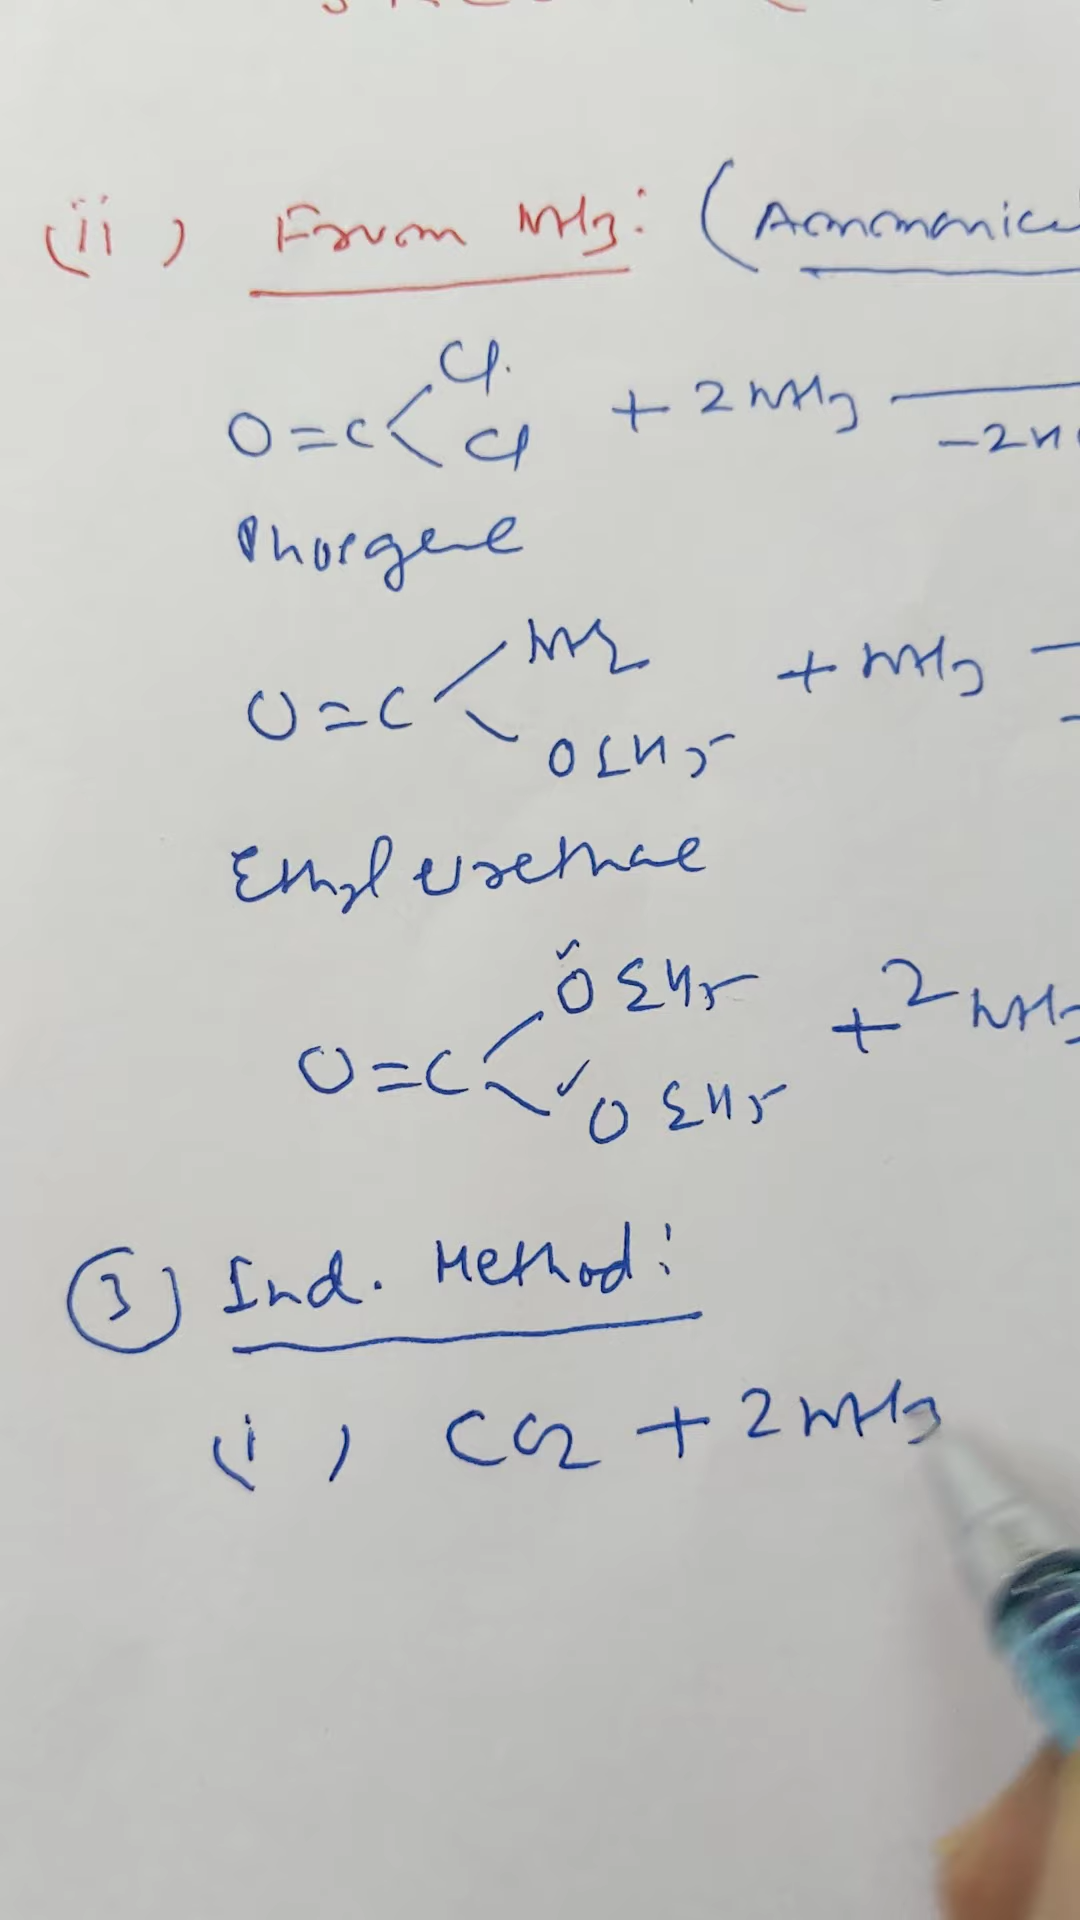 (ii) From NH3: (Ammonica
Cl
O=C + 2NH3
Cl
-2H
Phosgene
NH2
O=C + NH3
OC2H5
Ethyl urethane
OC2H5
O=C + 2NH3
OC2H5
3 Ind. Method:
(i) CO2 + 2NH3